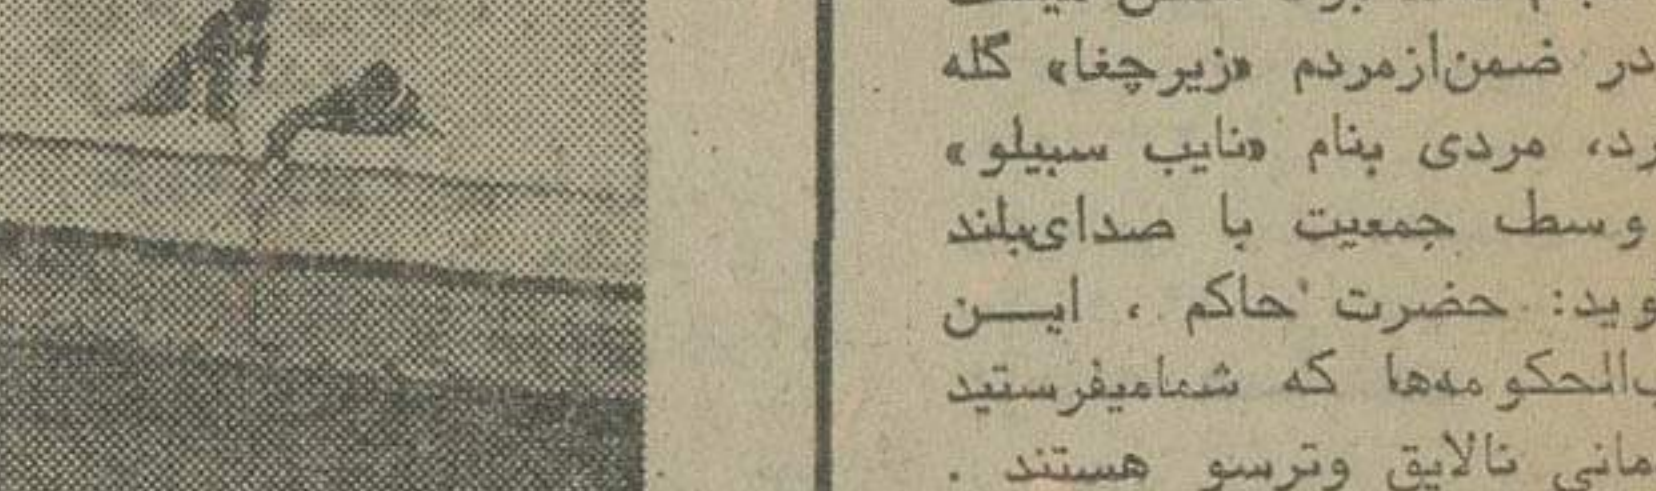 در ضمن‌ازمردم «زیرچغا» گله
مردی بنام «نایب سبیلو»
وسط جمعیت با صدای‌بلند
حضرت حاکم ، ایــن
که شمامیفرستید
نالایق وترسو هستند .